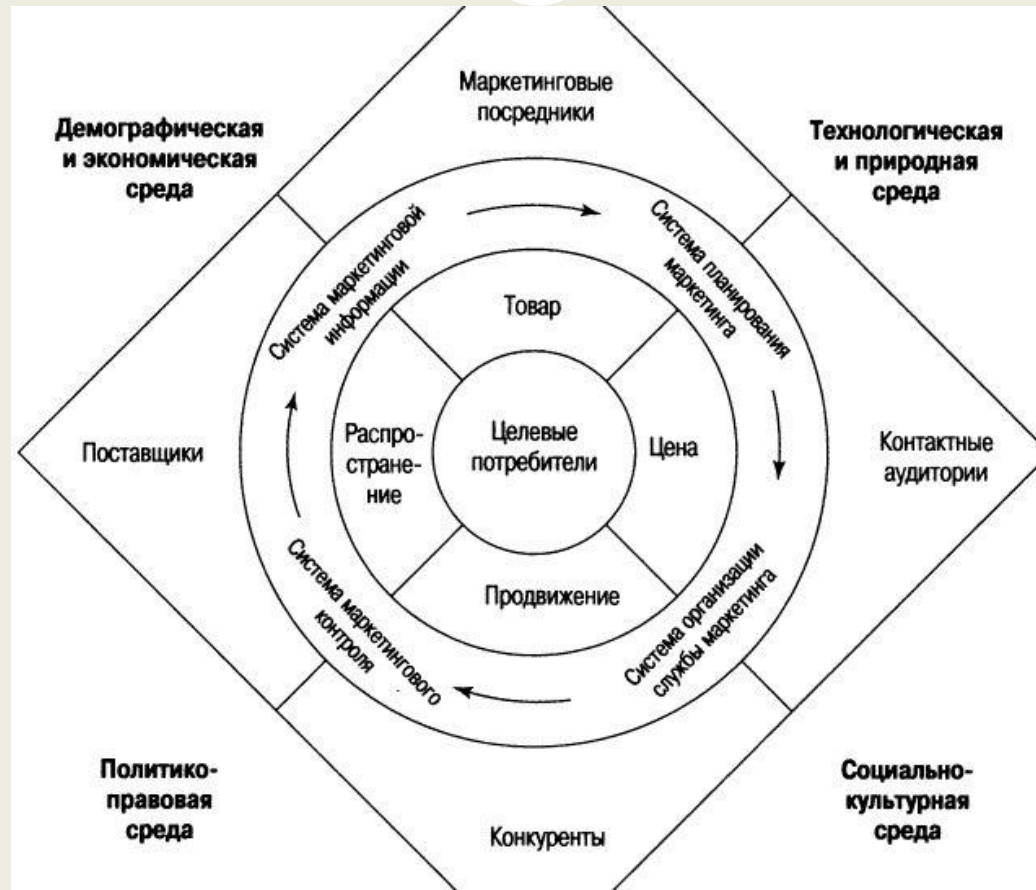 Маркетинговые
посредники
Демографическая
и экономическая
среда
Технологическая
и природная
среда
Система маркетинговой
информации
Система планирования
маркетинга
Товар
Поставщики
Распро-
стране-
ние
Целевые
потребители
Цена
Контактные
аудитории
Продвижение
Система маркетингового
контроля
Система организации
службы маркетинга
Политико-
правовая
среда
Конкуренты
Социально-
культурная
среда